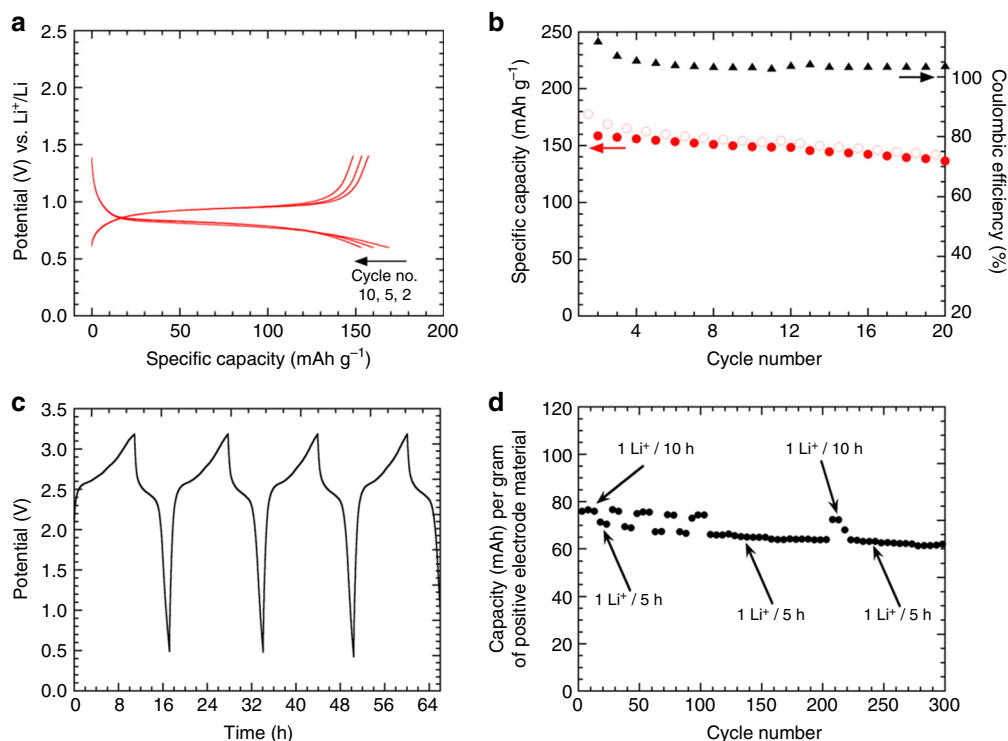 a
2.5
2.0
1.5
1.0
0.5
0.0
Potential (V) vs. Li⁺/Li
Cycle no.
10, 5, 2
0 50 100 150 200
Specific capacity (mAh g⁻¹)
b
250
200
150
100
50
0
Specific capacity (mAh g⁻¹)
100
80
60
40
20
Coulombic efficiency (%)
4 8 12 16 20
Cycle number
c
3.5
3.0
2.5
2.0
1.5
1.0
0.5
0.0
Potential (V)
0 8 16 28 36 48 56 64
Time (h)
d
120
100
80
60
40
20
0
Capacity (mAh) per gram
of positive electrode material
1 Li⁺ / 10 h
1 Li⁺ / 10 h
1 Li⁺ / 5 h
1 Li⁺ / 5 h
1 Li⁺ / 5 h
0 50 100 150 200 250 300
Cycle number